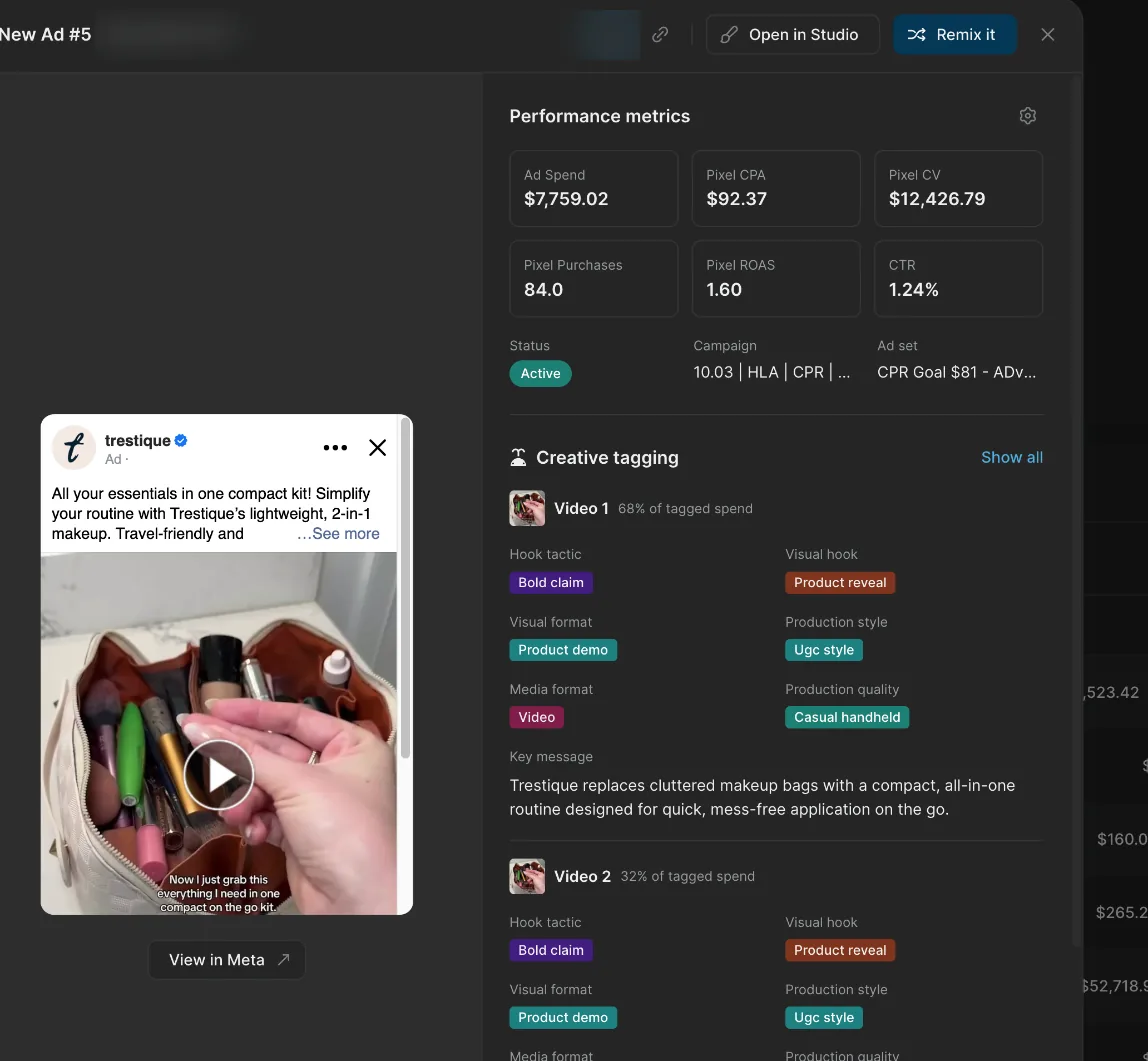 New Ad #5
Open in Studio
Remix it
Performance metrics
Ad Spend
$7,759.02
Pixel CPA
$92.37
Pixel CV
$12,426.79
Pixel Purchases
84.0
Pixel ROAS
1.60
CTR
1.24%
Status
Active
Campaign
10.03 | HLA | CPR | ...
Ad set
CPR Goal $81 - ADv...
trestique
Ad ·
All your essentials in one compact kit! Simplify
your routine with Trestique’s lightweight, 2-in-1
makeup. Travel-friendly and ...See more
Now I just grab this
everything I need in one
compact on the go kit.
View in Meta
Creative tagging
Show all
Video 1 68% of tagged spend
Hook tactic
Bold claim
Visual hook
Product reveal
Visual format
Product demo
Production style
Ugc style
Media format
Video
Production quality
Casual handheld
Key message
Trestique replaces cluttered makeup bags with a compact, all-in-one
routine designed for quick, mess-free application on the go.
Video 2 32% of tagged spend
Hook tactic
Bold claim
Visual hook
Product reveal
Visual format
Product demo
Production style
Ugc style
Media format
Production quality
,523.42
$
$160.0
$265.2
$52,718.9